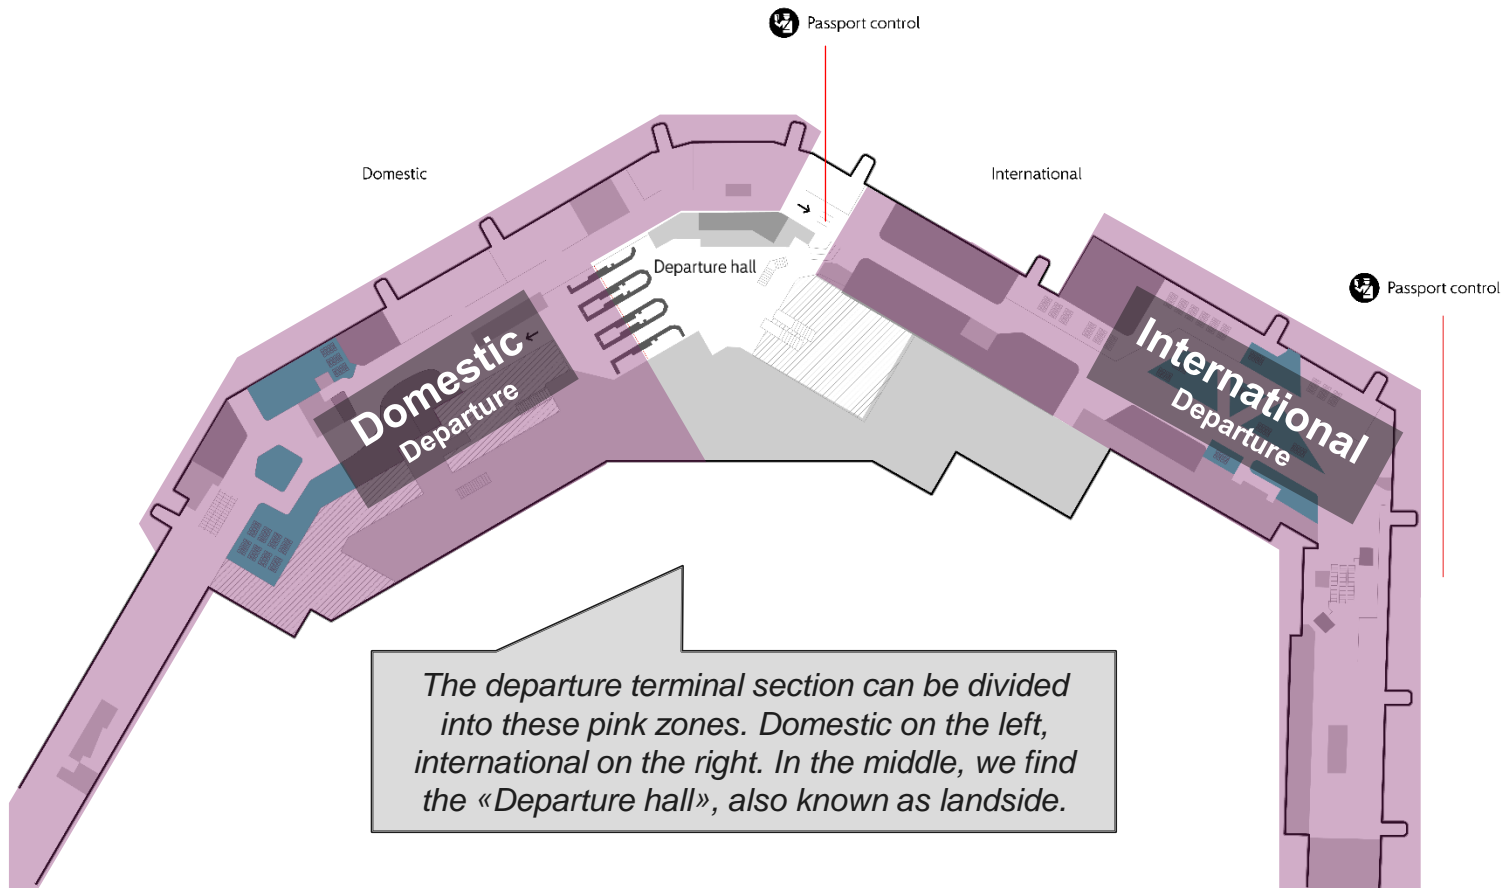 Passport control
Domestic
International
Departure hall
Passport control
Domestic
Departure
International
Departure
The departure terminal section can be divided
into these pink zones. Domestic on the left,
international on the right. In the middle, we find
the «Departure hall», also known as landside.